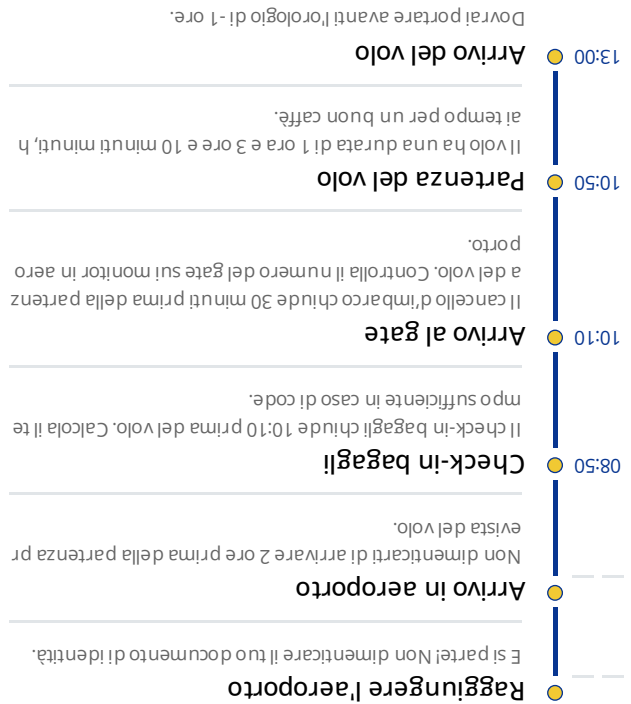 Raggiungere l'aeroporto
E si parte! Non dimenticare il tuo documento di identità.
Arrivo in aeroporto
Non dimenticarti di arrivare 2 ore prima della partenza pr
evista del volo.
08:50
Check-in bagagli
Il check-in bagagli chiude 10:10 prima del volo. Calcola il te
mpo sufficiente in caso di code.
10:10
Arrivo al gate
Il cancello d'imbarco chiude 30 minuti prima della partenz
a del volo. Controlla il numero del gate sui monitor in aero
porto.
10:50
Partenza del volo
Il volo ha una durata di 1 ora e 3 ore e 10 minuti minuti, h
ai tempo per un buon caffè.
13:00
Arrivo del volo
Dovrai portare avanti l'orologio di -1 ore.